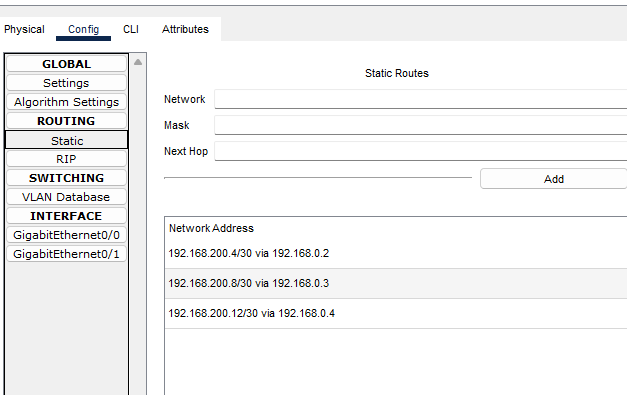 Physical Config CLI Attributes
GLOBAL
Settings
Algorithm Settings
ROUTING
Static
RIP
SWITCHING
VLAN Database
INTERFACE
GigabitEthernet0/0
GigabitEthernet0/1
Static Routes
Network
Mask
Next Hop
Add
Network Address
192.168.200.4/30 via 192.168.0.2
192.168.200.8/30 via 192.168.0.3
192.168.200.12/30 via 192.168.0.4